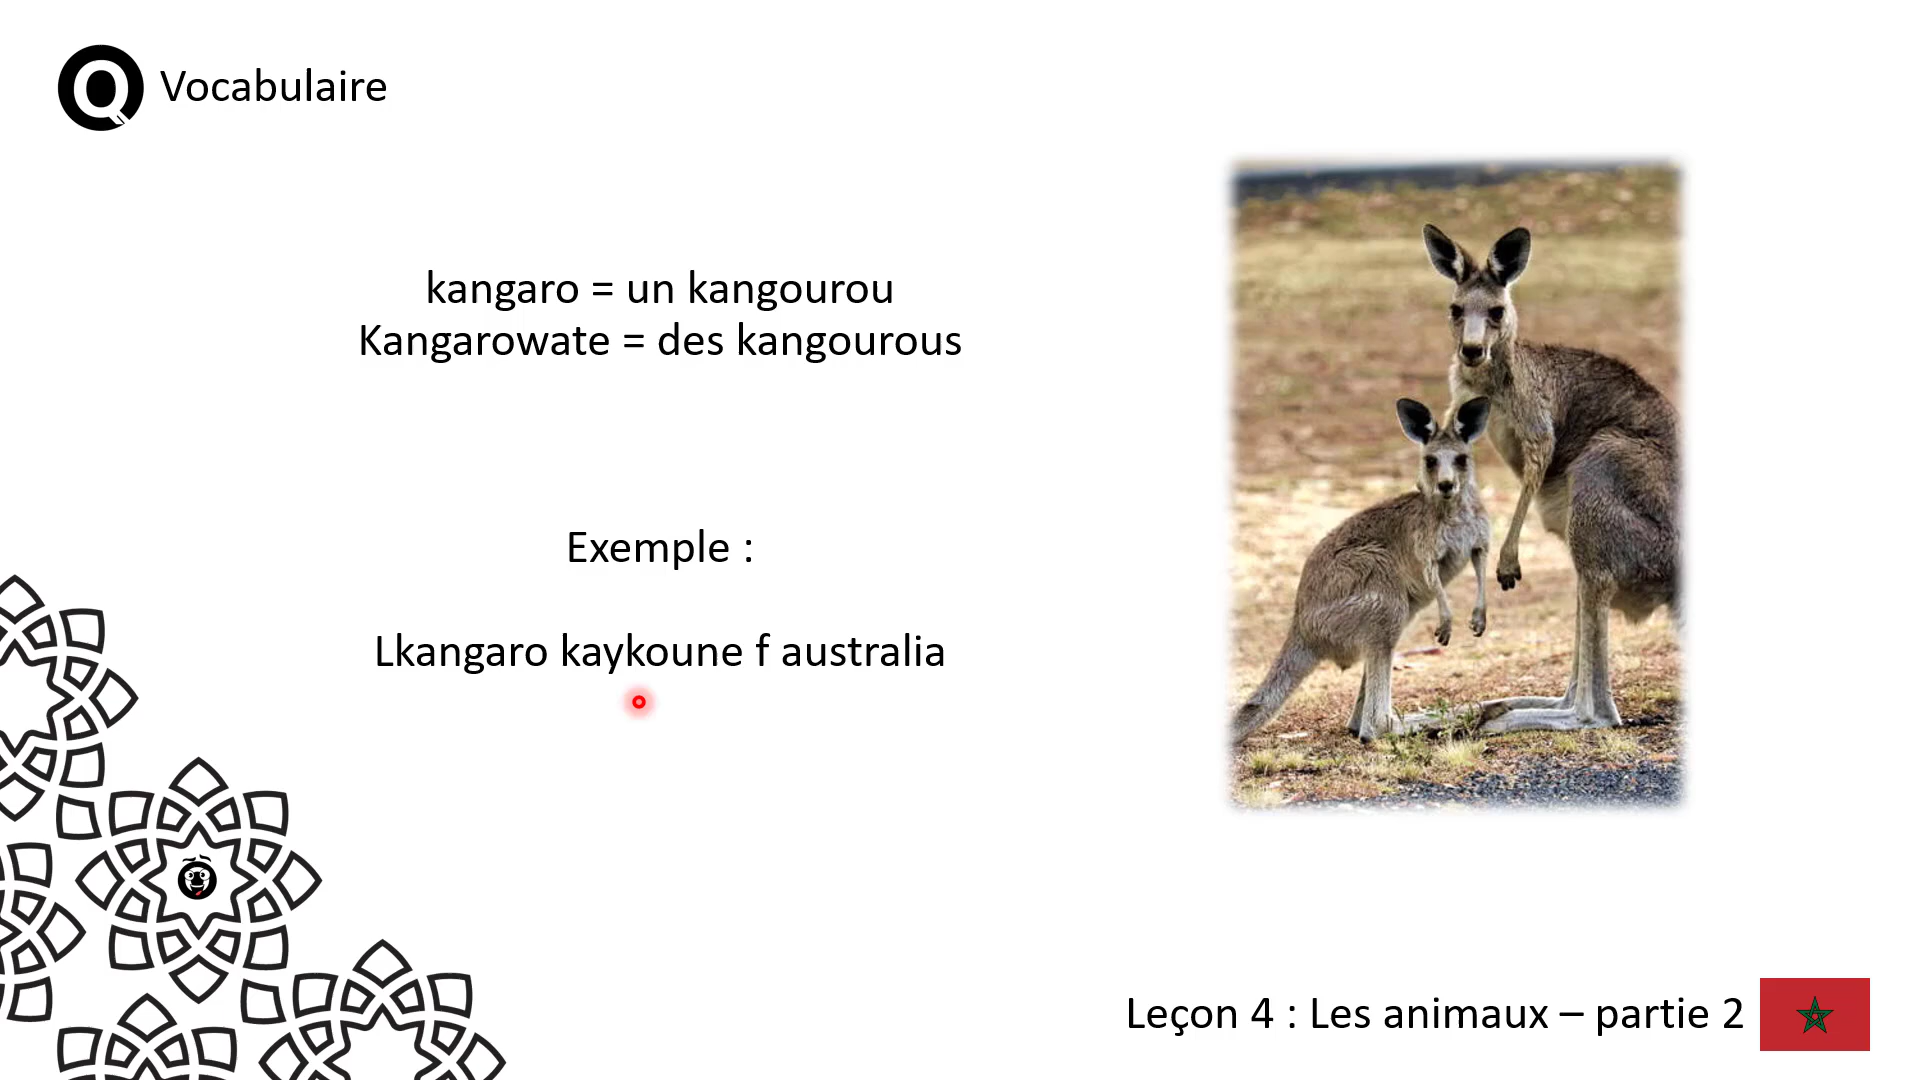 Q Vocabulaire
kangaro = un kangourou
Kangarowate = des kangourous
Exemple :
Lkangaro kaykoune f australia
Leçon 4 : Les animaux – partie 2